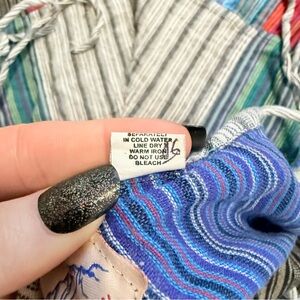 SEPARATELY
IN COLD WATER
LINE DRY
WARM IRON
DO NOT USE
BLEACH